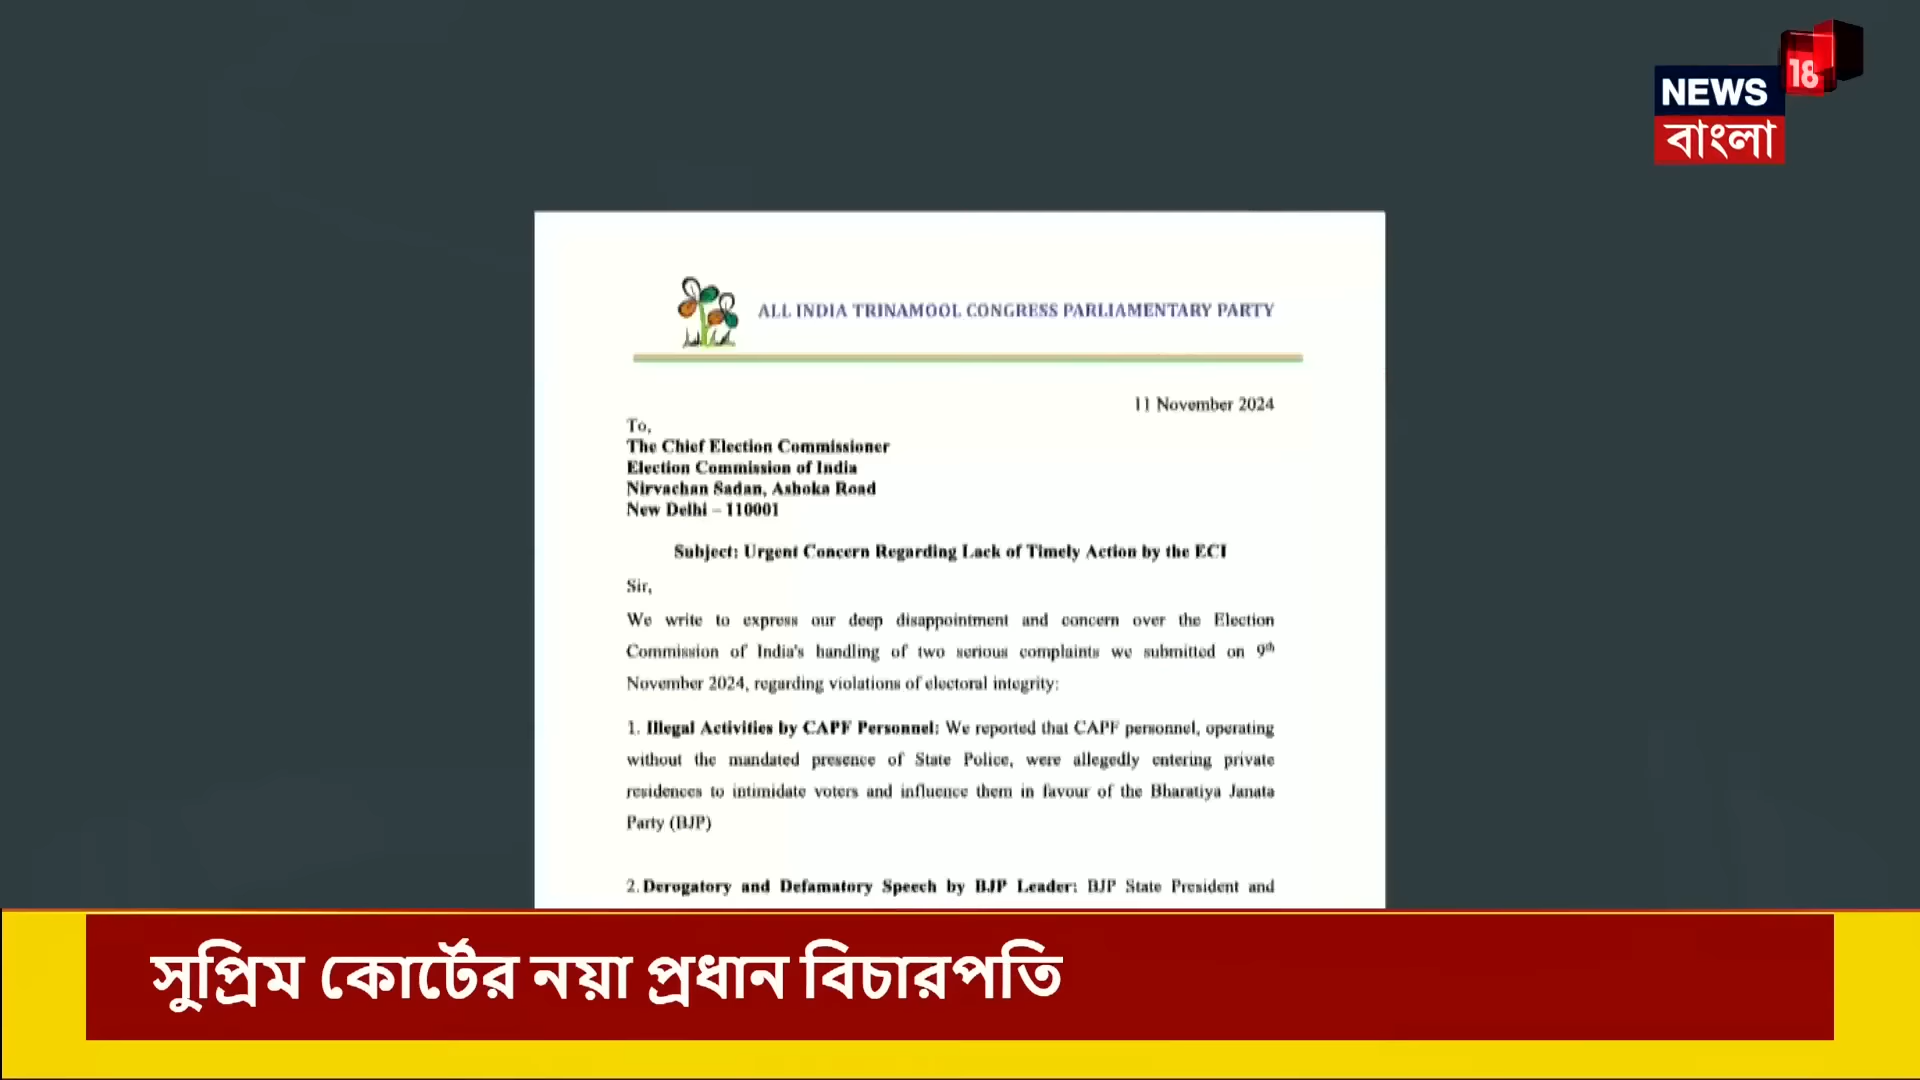 NEWS 18
বাংলা
ALL INDIA TRINAMOOL CONGRESS PARLIAMENTARY PARTY
11 November 2024
To,
The Chief Election Commissioner
Election Commission of India
Nirvachan Sadan, Ashoka Road
New Delhi – 110001
Subject: Urgent Concern Regarding Lack of Timely Action by the ECI
Sir,
We write to express our deep disappointment and concern over the Election
Commission of India's handling of two serious complaints we submitted on 9th
November 2024, regarding violations of electoral integrity:
1. Illegal Activities by CAPF Personnel: We reported that CAPF personnel, operating
without the mandated presence of State Police, were allegedly entering private
residences to intimidate voters and influence them in favour of the Bharatiya Janata
Party (BJP)
2. Derogatory and Defamatory Speech by BJP Leader: BJP State President and
সুপ্রিম কোর্টের নয়া প্রধান বিচারপতি